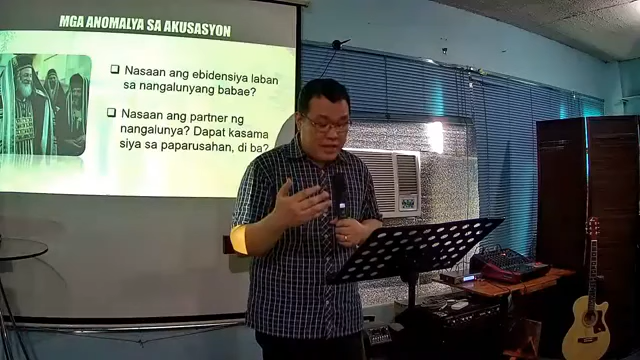 MGA ANOMALYA SA AKUSASYON
Nasaan ang ebidensiya laban
sa nangalunyang babae?
Nasaan ang partner ng
nangalunya? Dapat kasama
siya sa paparusahan, di ba?